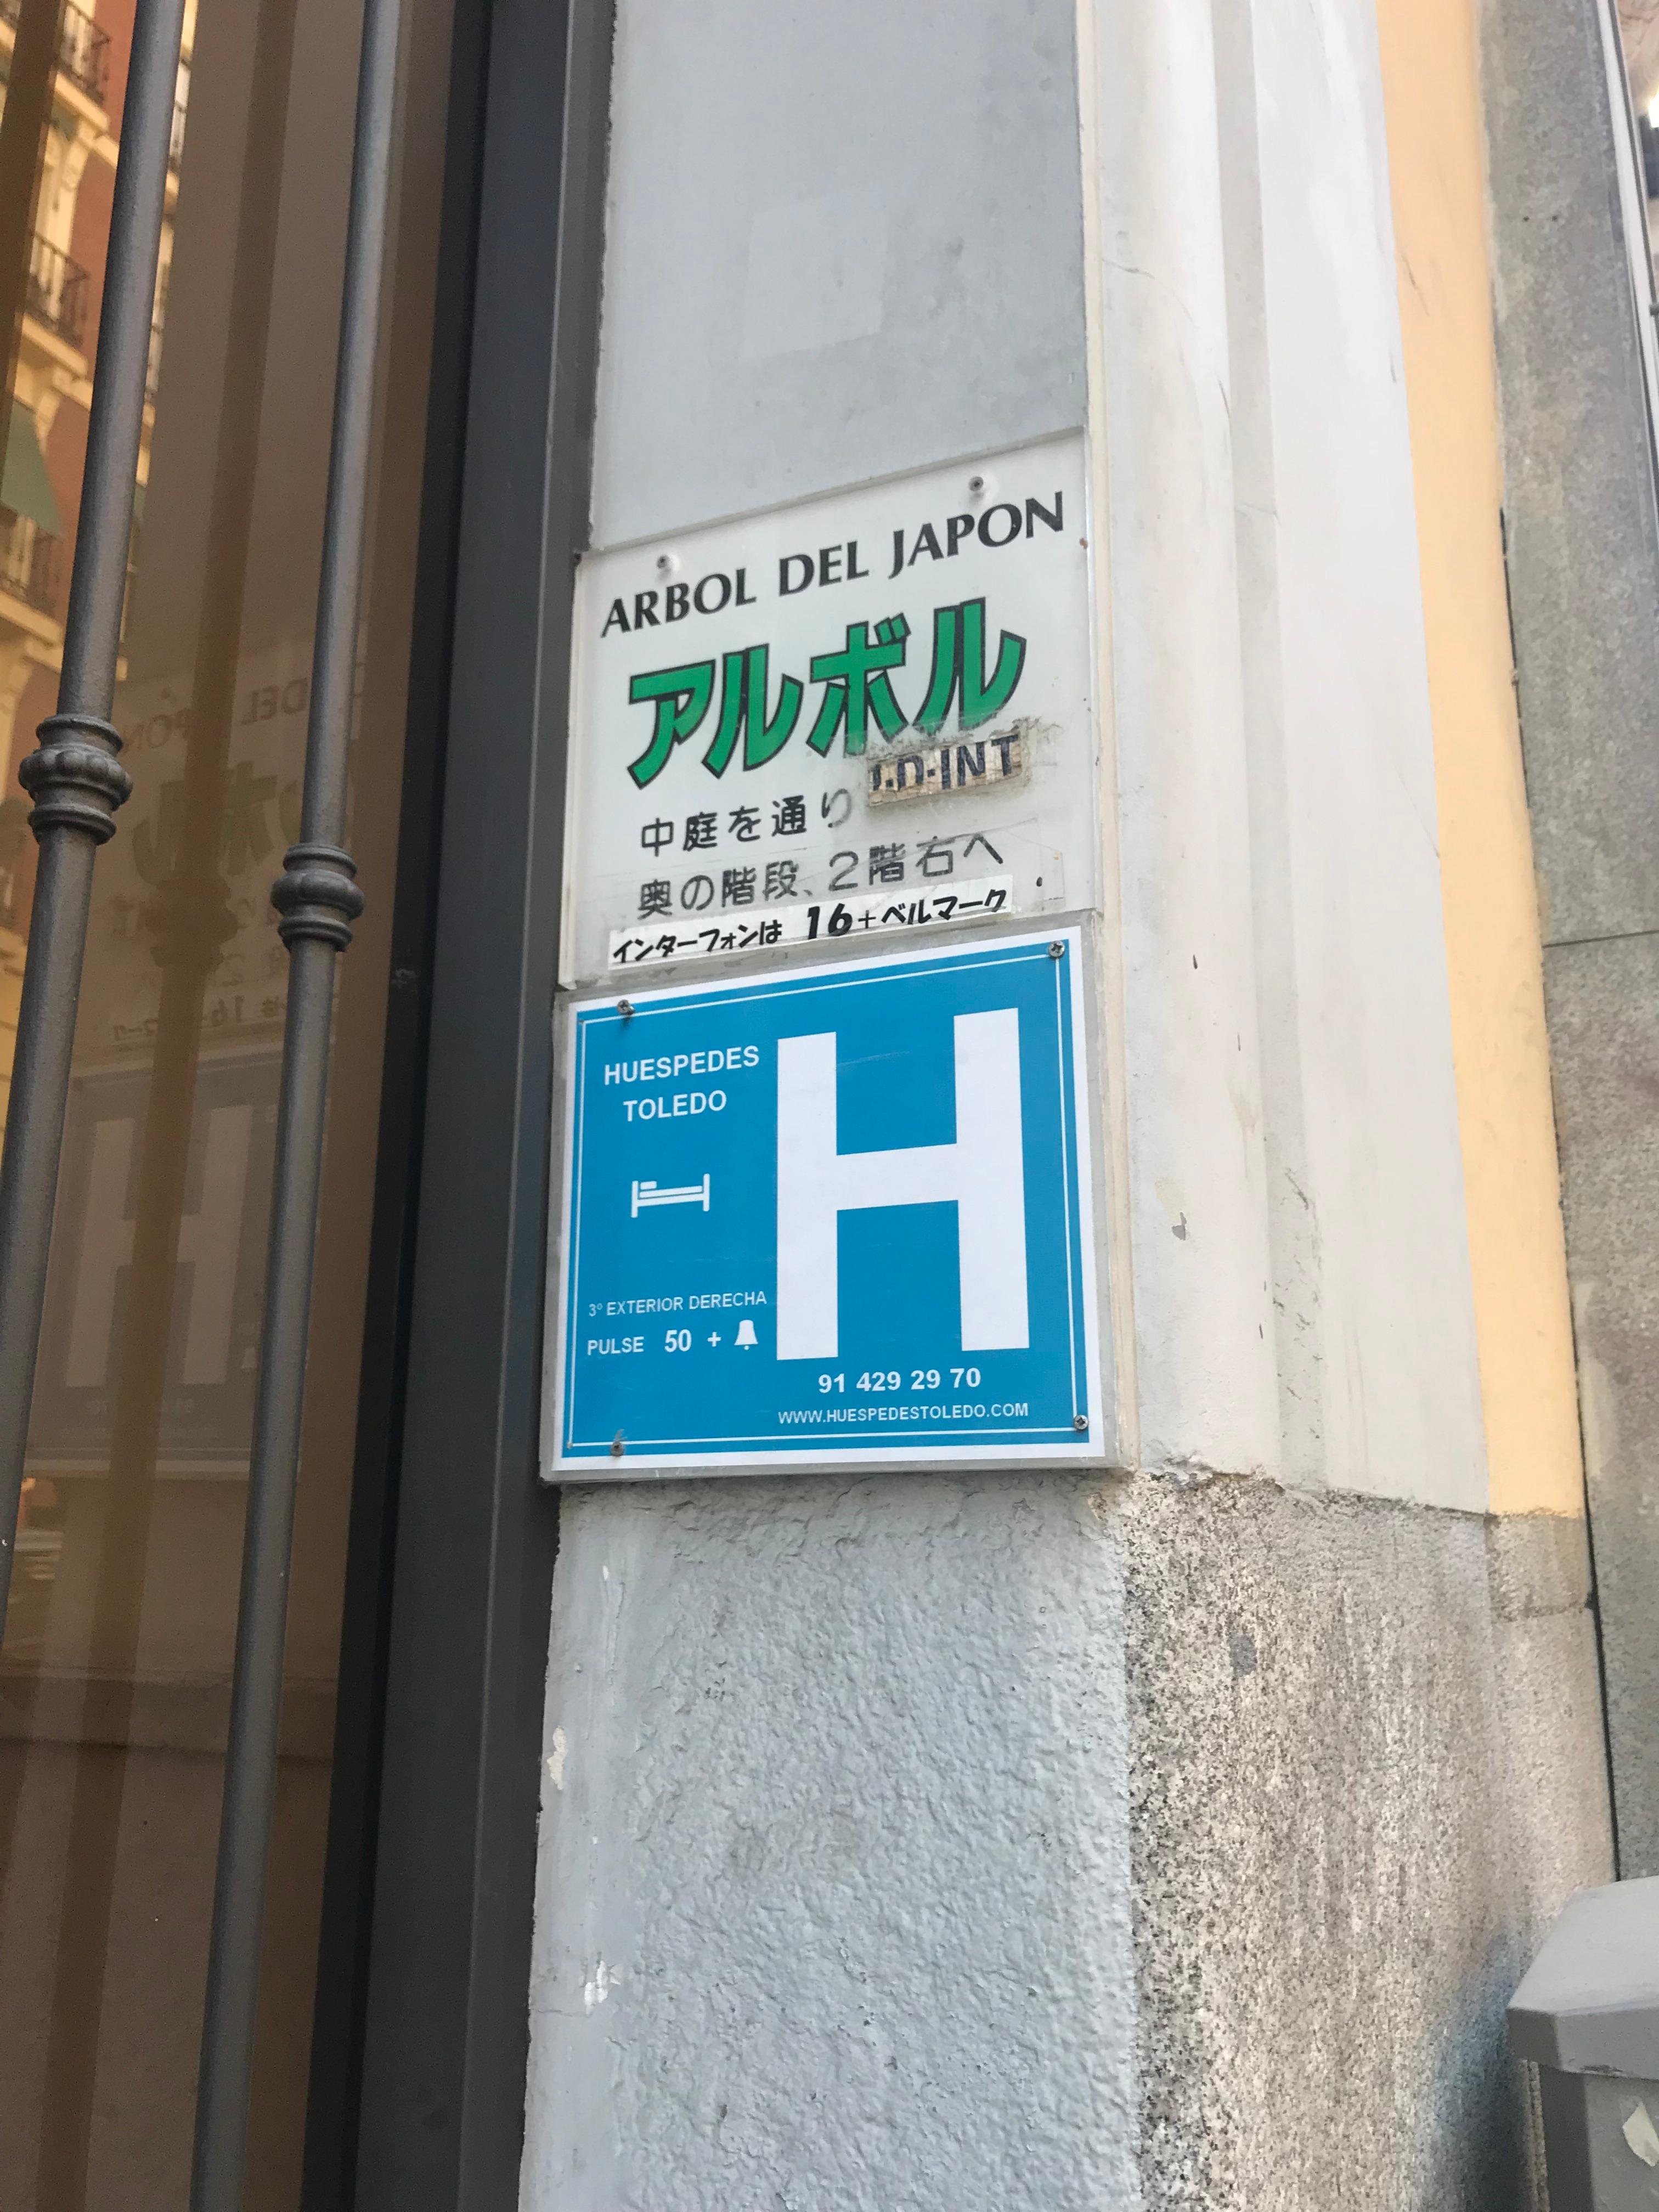 ARBOL DEL JAPON
アルボル
中庭を通り
奥の階段、2階右へ
インターフォンは 16+ベルマーク
HUESPEDES
TOLEDO
H
3º EXTERIOR DERECHA
PULSE 50 +
91 429 29 70
WWW.HUESPEDESTOLEDO.COM